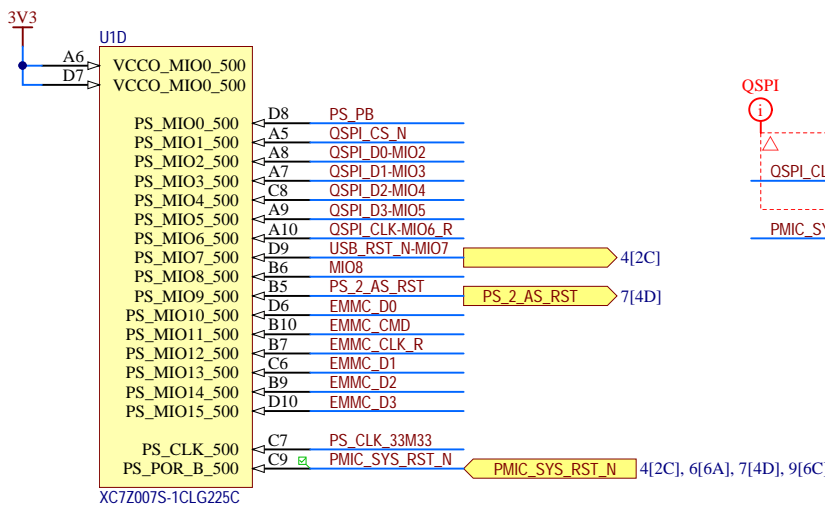 3V3
U1D
A6 VCCO_MIO0_500
D7 VCCO_MIO0_500
PS_MIO0_500 D8 PS_PB
PS_MIO1_500 A5 QSPI_CS_N
PS_MIO2_500 A8 QSPI_D0-MIO2
PS_MIO3_500 A7 QSPI_D1-MIO3
PS_MIO4_500 C8 QSPI_D2-MIO4
PS_MIO5_500 A9 QSPI_D3-MIO5
PS_MIO6_500 A10 QSPI_CLK-MIO6_R
PS_MIO7_500 D9 USB_RST_N-MIO7 4[2C]
PS_MIO8_500 B6 MIO8
PS_MIO9_500 B5 PS_2_AS_RST PS_2_AS_RST 7[4D]
PS_MIO10_500 D6 EMMC_D0
PS_MIO11_500 B10 EMMC_CMD
PS_MIO12_500 B7 EMMC_CLK_R
PS_MIO13_500 C6 EMMC_D1
PS_MIO14_500 B9 EMMC_D2
PS_MIO15_500 D10 EMMC_D3
PS_CLK_500 C7 PS_CLK_33M33
PS_POR_B_500 C9 PMIC_SYS_RST_N PMIC_SYS_RST_N 4[2C], 6[6A], 7[4D], 9[6C]
XC7Z007S-1CLG225C
QSPI
i
QSPI_CL
PMIC_SY